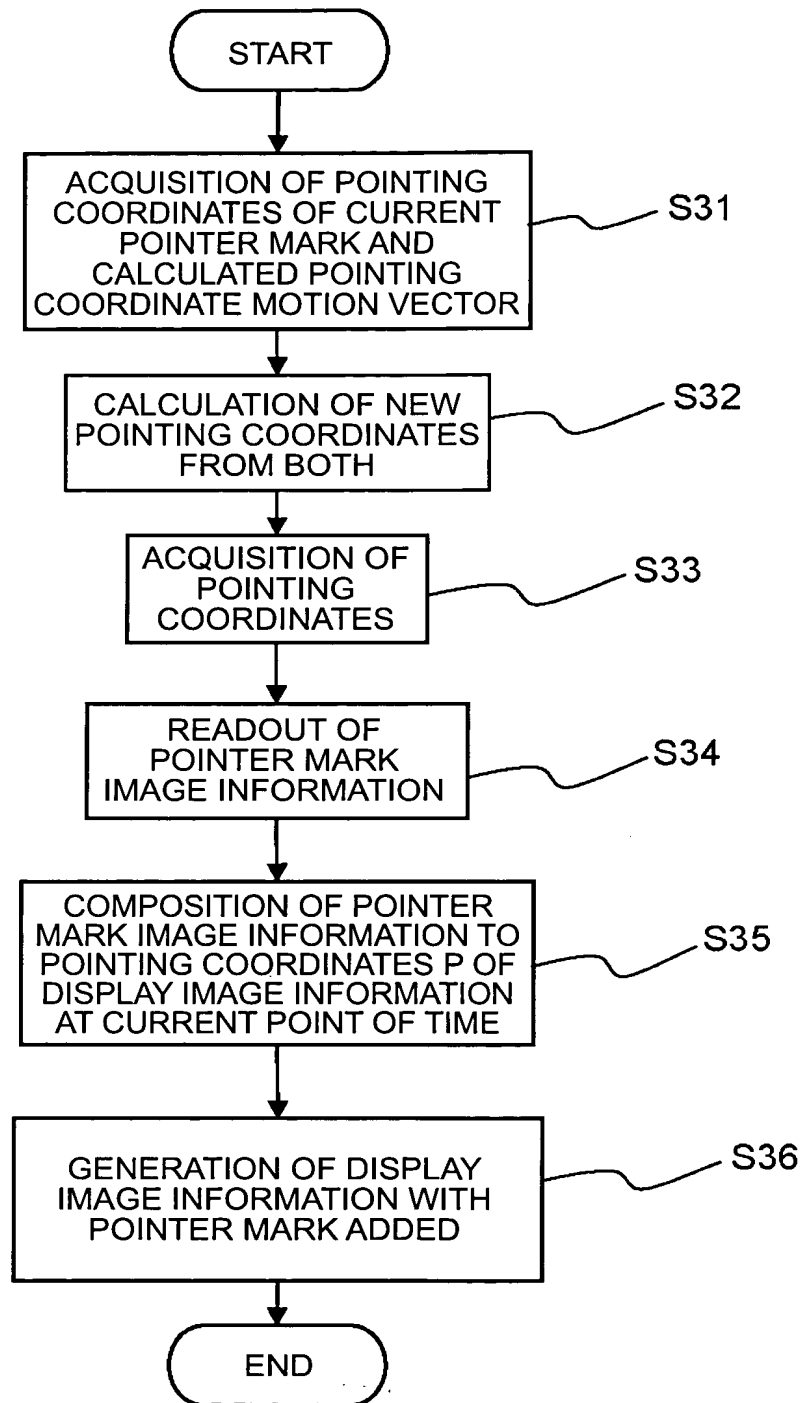 START
ACQUISITION OF POINTING
COORDINATES OF CURRENT
POINTER MARK AND
CALCULATED POINTING
COORDINATE MOTION VECTOR
S31
CALCULATION OF NEW
POINTING COORDINATES
FROM BOTH
S32
ACQUISITION OF
POINTING
COORDINATES
S33
READOUT OF
POINTER MARK
IMAGE INFORMATION
S34
COMPOSITION OF POINTER
MARK IMAGE INFORMATION TO
POINTING COORDINATES P OF
DISPLAY IMAGE INFORMATION
AT CURRENT POINT OF TIME
S35
GENERATION OF DISPLAY
IMAGE INFORMATION WITH
POINTER MARK ADDED
S36
END